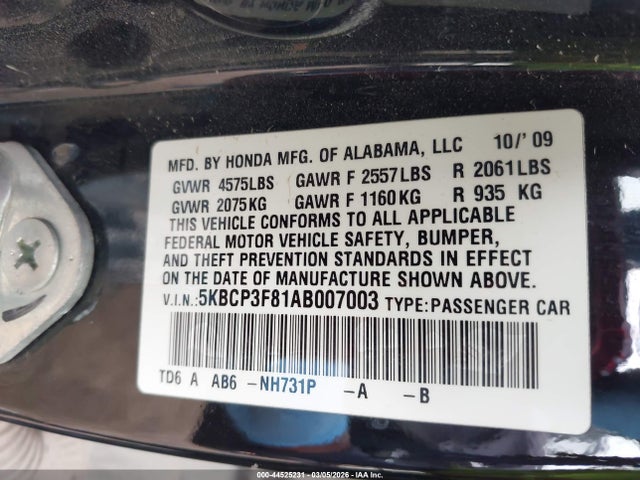 MFD. BY HONDA MFG. OF ALABAMA, LLC 10/'09
GVWR 4575LBS GAWR F 2557LBS R 2061LBS
GVWR 2075KG GAWR F 1160KG R 935 KG
THIS VEHICLE CONFORMS TO ALL APPLICABLE
FEDERAL MOTOR VEHICLE SAFETY, BUMPER,
AND THEFT PREVENTION STANDARDS IN EFFECT
ON THE DATE OF MANUFACTURE SHOWN ABOVE.
V.I.N.:5KBCP3F81AB007003 TYPE:PASSENGER CAR
TD6 A AB6 -NH731P -A -B
000-44525231 - 03/05/2026 - IAA Inc.